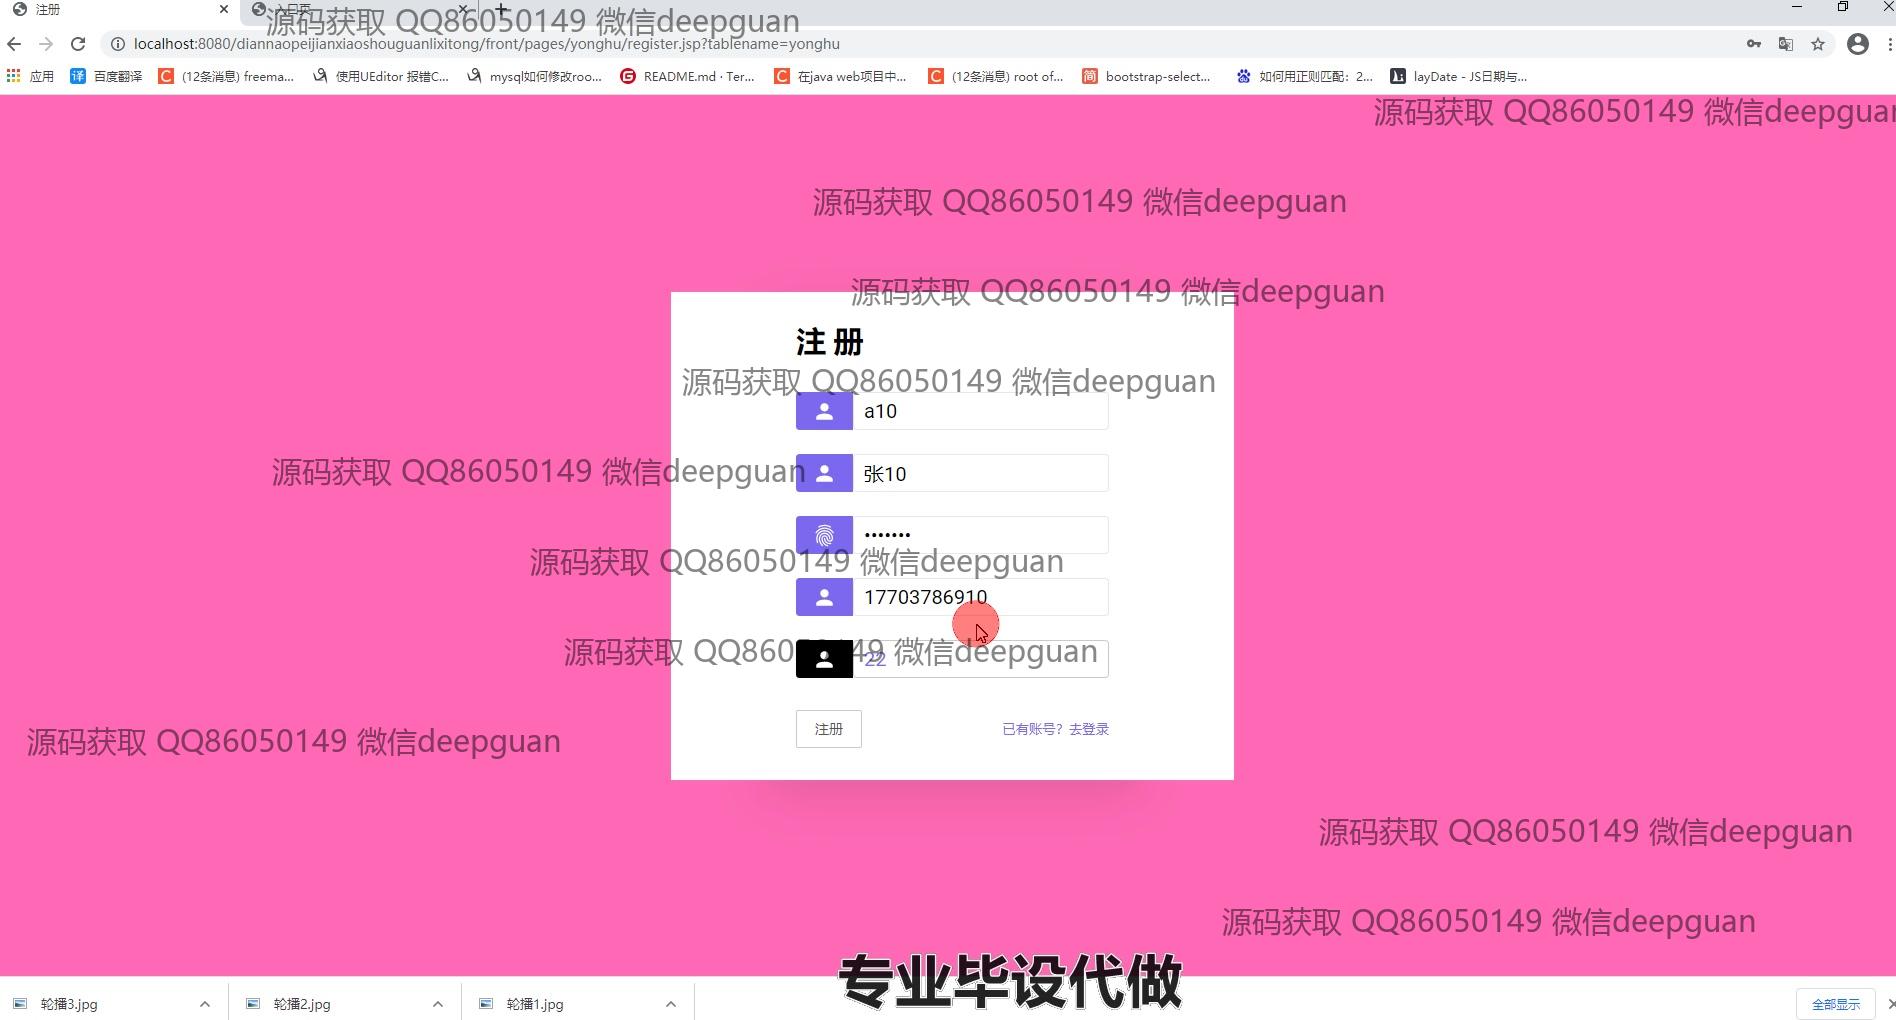 注册
入口页
源码获取 QQ86050149 微信deepguan
localhost:8080/diannaopeijianxiaoshouguanlixitong/front/pages/yonghu/register.jsp?tablename=yonghu
应用
译 百度翻译
C (12条消息) freema...
使用UEditor 报错C...
mysql如何修改roo...
G README.md · Ter...
C 在java web项目中...
C (12条消息) root of...
简 bootstrap-select...
如何用正则匹配：2...
layDate - JS日期与...
源码获取 QQ86050149 微信deepguan
源码获取 QQ86050149 微信deepguan
源码获取 QQ86050149 微信deepguan
注 册
源码获取 QQ86050149 微信deepguan
a10
源码获取 QQ86050149 微信deepguan
张10
•••••••
源码获取 QQ86050149 微信deepguan
17703786910
源码获取 QQ86050149 微信deepguan
22
注册
已有账号？去登录
源码获取 QQ86050149 微信deepguan
源码获取 QQ86050149 微信deepguan
源码获取 QQ86050149 微信deepguan
专业毕设代做
轮播3.jpg
轮播2.jpg
轮播1.jpg
全部显示